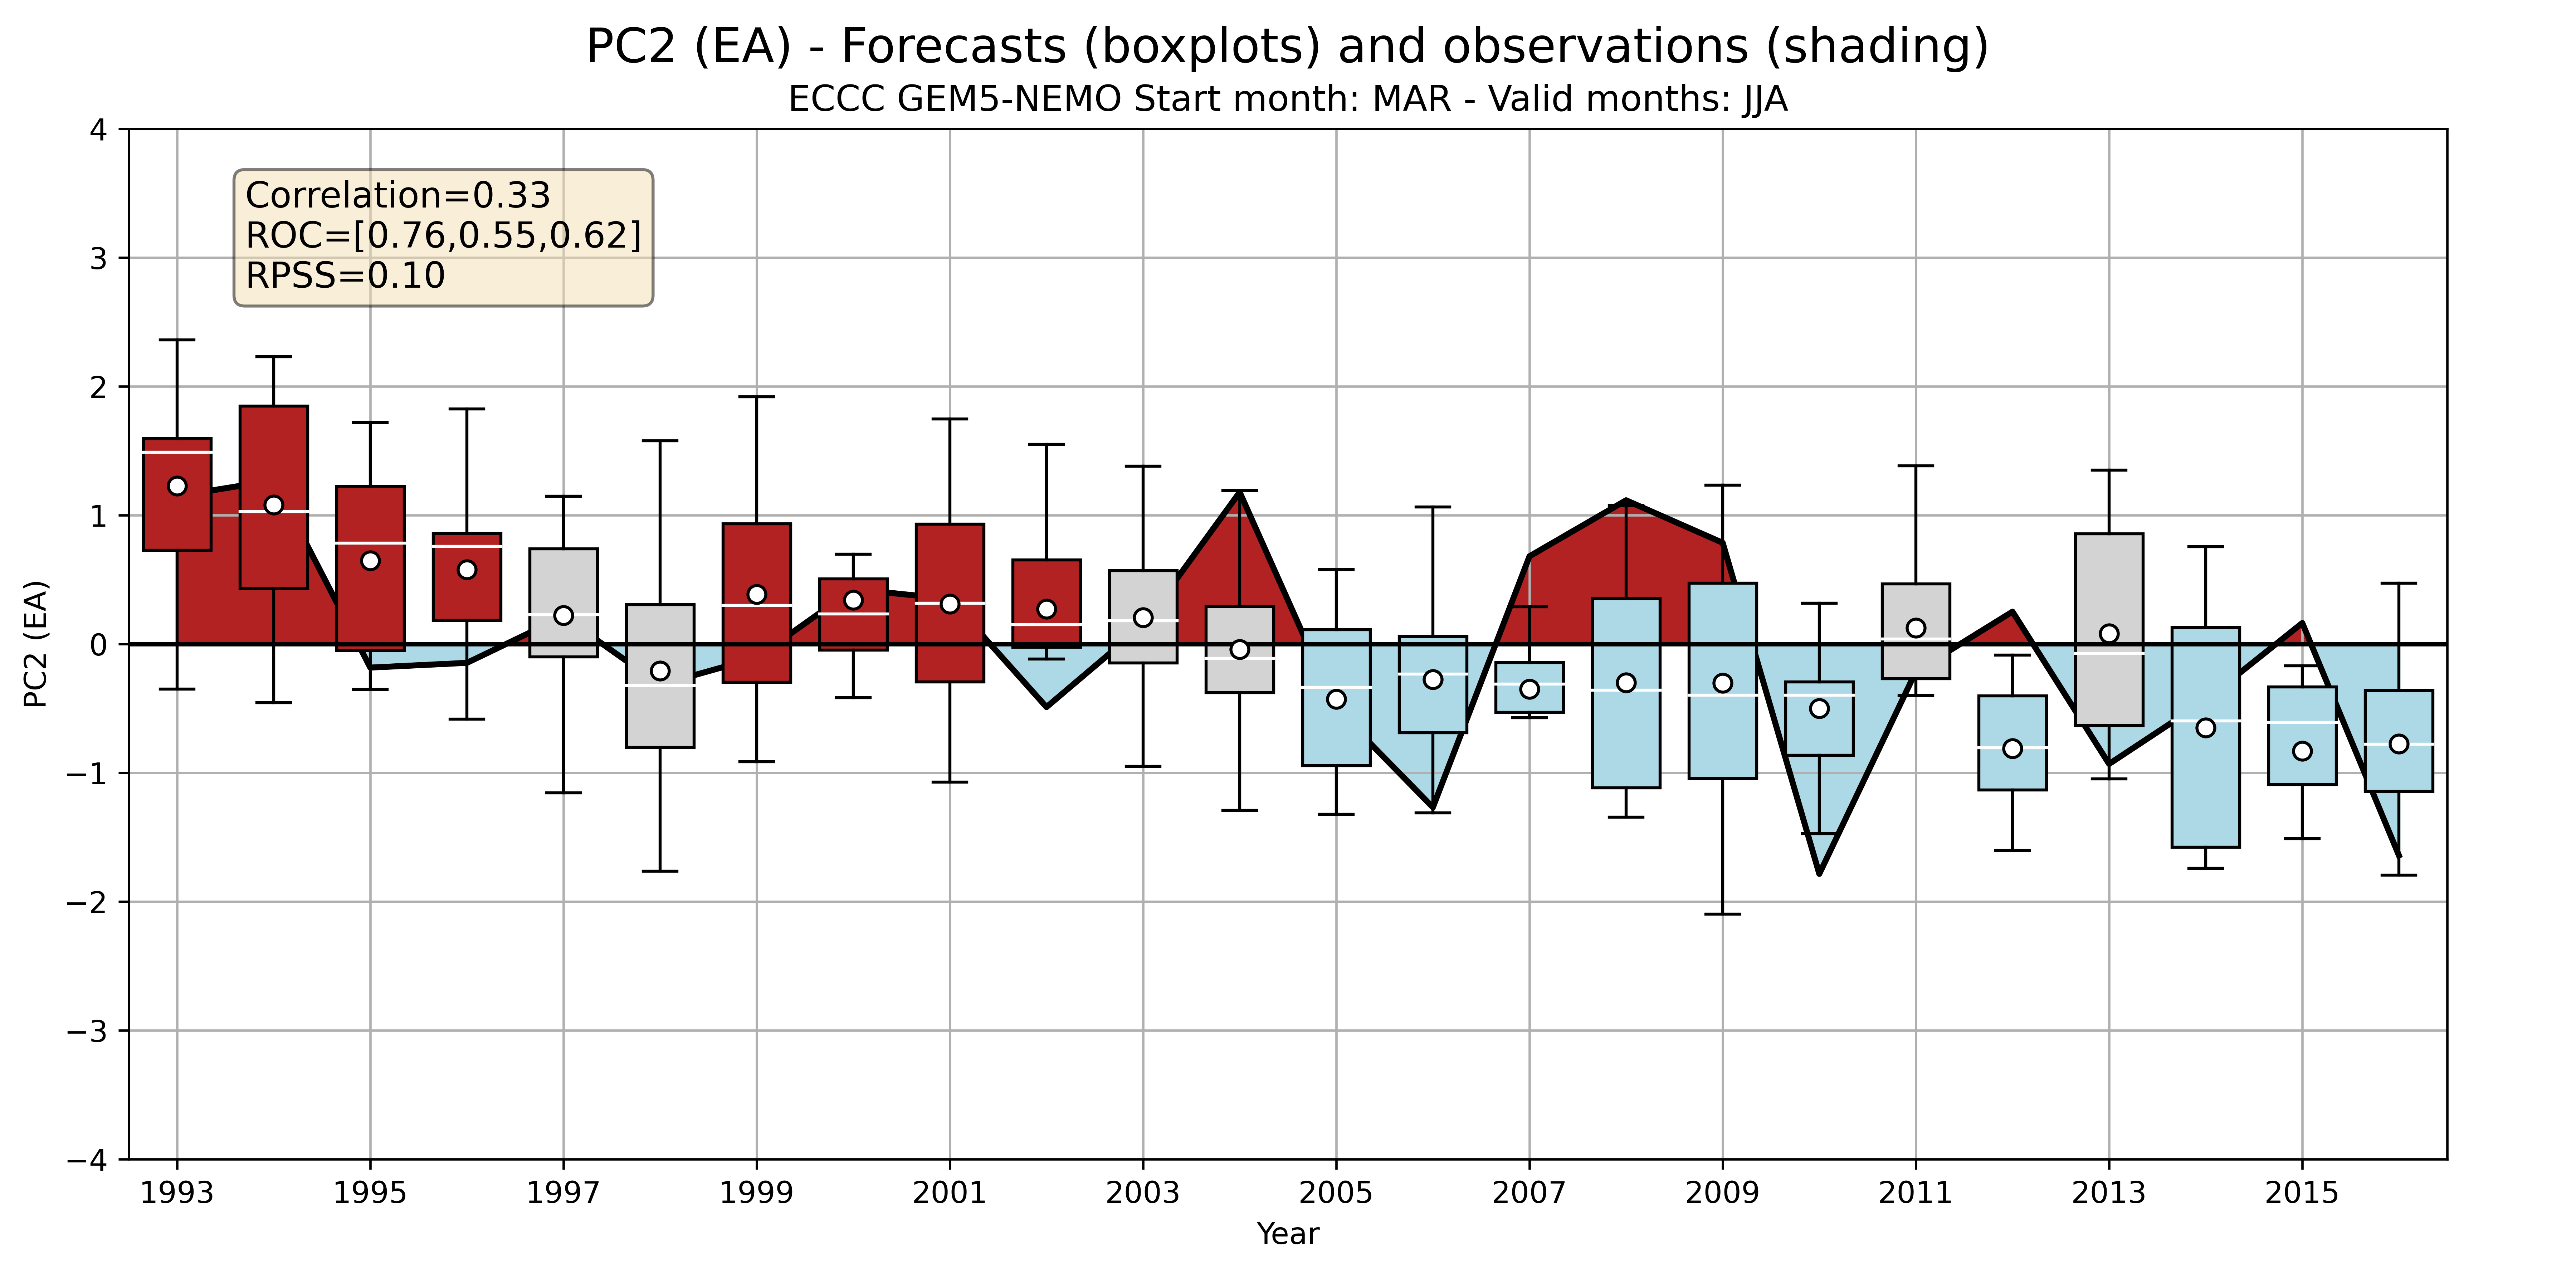 PC2 (EA) - Forecasts (boxplots) and observations (shading)
ECCC GEM5-NEMO Start month: MAR - Valid months: JJA
Correlation=0.33
ROC=[0.76,0.55,0.62]
RPSS=0.10
PC2 (EA)
4
3
2
1
0
−1
−2
−3
−4
1993 1995 1997 1999 2001 2003 2005 2007 2009 2011 2013 2015
Year